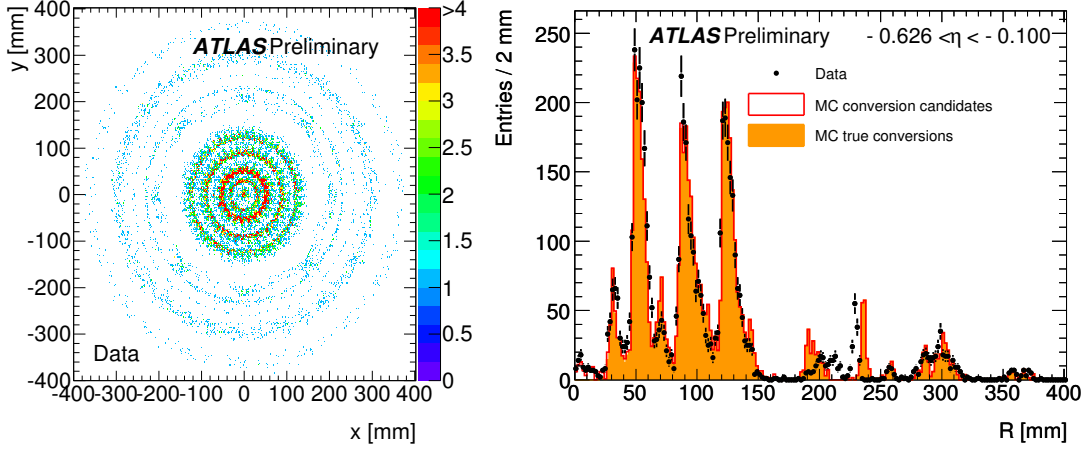 y [mm]
400
300
200
100
0
-100
-200
-300
-400
ATLAS Preliminary
Data
-400-300-200-100 0 100 200 300 400
x [mm]
>4
3.5
3
2.5
2
1.5
1
0.5
0
Entries / 2 mm
250
200
150
100
50
0
ATLAS Preliminary
- 0.626 <η < - 0.100
Data
MC conversion candidates
MC true conversions
0 50 100 150 200 250 300 350 400
R [mm]